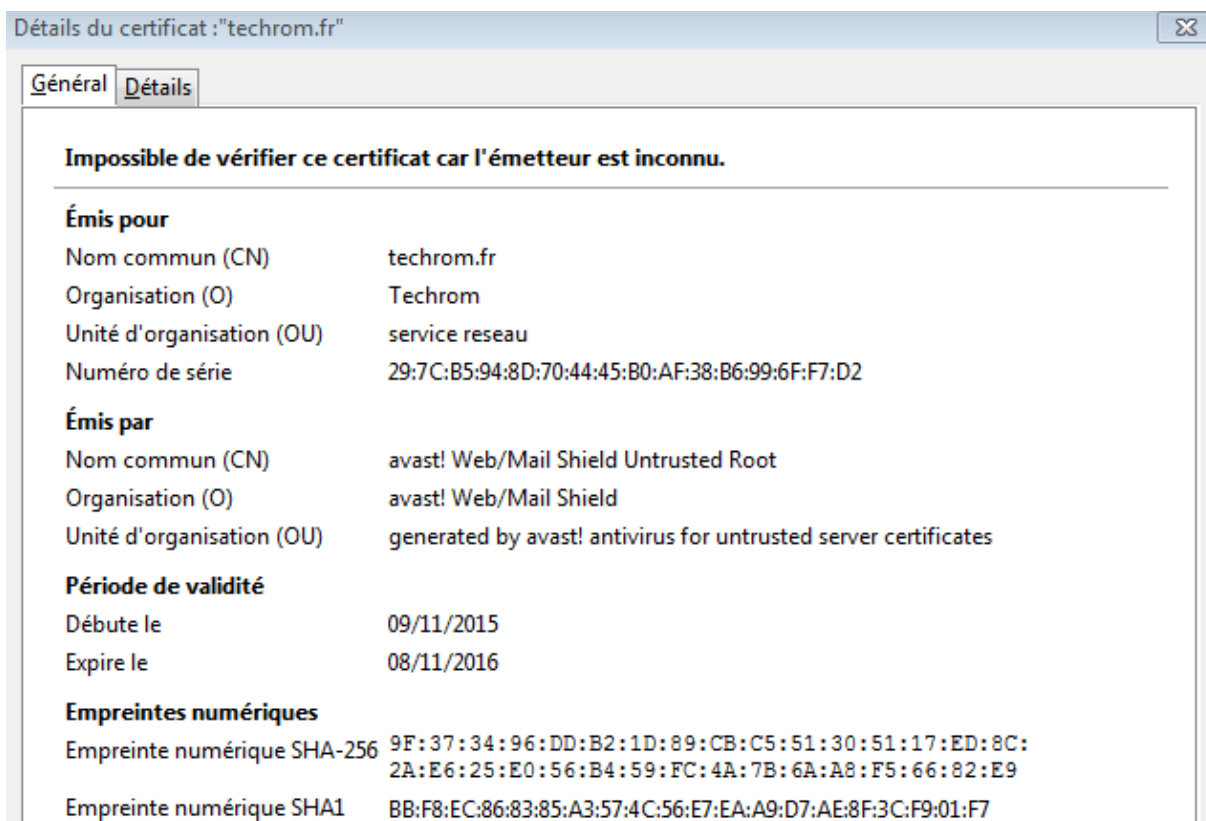 Détails du certificat :"techrom.fr"
Général Détails
Impossible de vérifier ce certificat car l'émetteur est inconnu.
Émis pour
Nom commun (CN) techrom.fr
Organisation (O) Techrom
Unité d'organisation (OU) service reseau
Numéro de série 29:7C:B5:94:8D:70:44:45:B0:AF:38:B6:99:6F:F7:D2
Émis par
Nom commun (CN) avast! Web/Mail Shield Untrusted Root
Organisation (O) avast! Web/Mail Shield
Unité d'organisation (OU) generated by avast! antivirus for untrusted server certificates
Période de validité
Débute le 09/11/2015
Expire le 08/11/2016
Empreintes numériques
Empreinte numérique SHA-256 9F:37:34:96:DD:B2:1D:89:CB:C5:51:30:51:17:ED:8C:
2A:E6:25:E0:56:B4:59:FC:4A:7B:6A:A8:F5:66:82:E9
Empreinte numérique SHA1 BB:F8:EC:86:83:85:A3:57:4C:56:E7:EA:A9:D7:AE:8F:3C:F9:01:F7